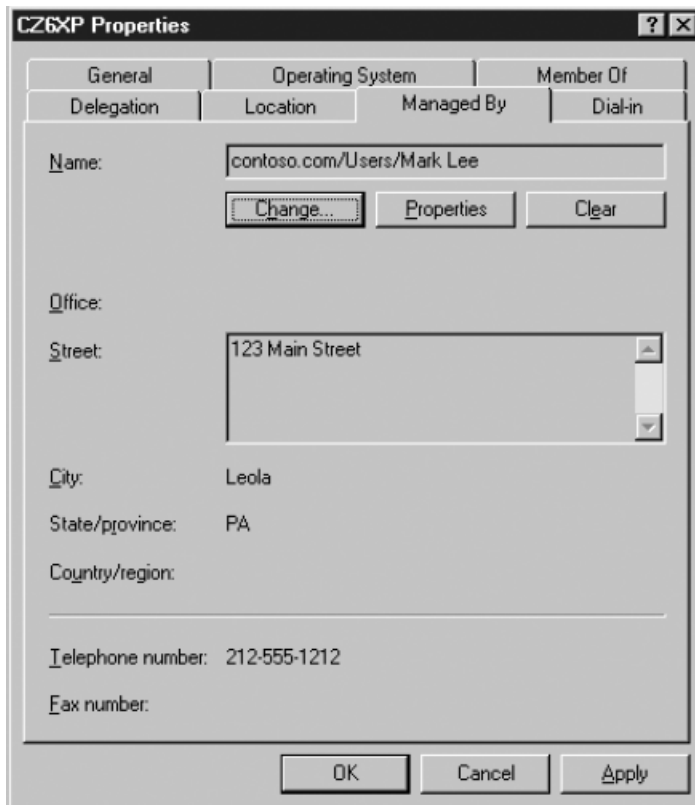 CZ6XP Properties
General Operating System Member Of
Delegation Location Managed By Dial-in
Name: contoso.com/Users/Mark Lee
Change... Properties Clear
Office:
Street: 123 Main Street
City: Leola
State/province: PA
Country/region:
Telephone number: 212-555-1212
Fax number:
OK Cancel Apply